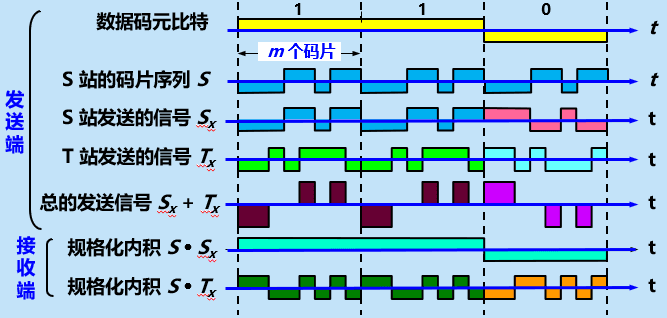 1 1 0
数据码元比特 t
m 个码片
S 站的码片序列 S t
发送端
S 站发送的信号 Sx t
T 站发送的信号 Tx t
总的发送信号 Sx + Tx t
接收端
规格化内积 S • Sx t
规格化内积 S • Tx t